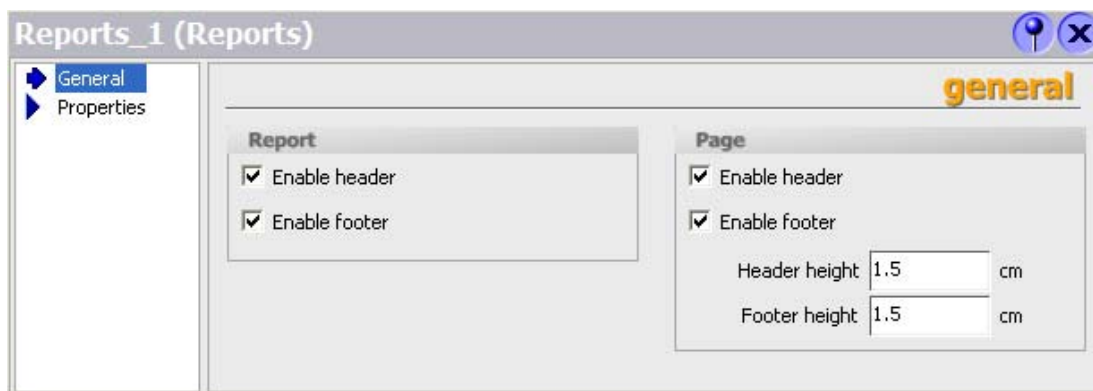 Reports_1 (Reports)
General
Properties
general
Report
Enable header
Enable footer
Page
Enable header
Enable footer
Header height 1.5 cm
Footer height 1.5 cm